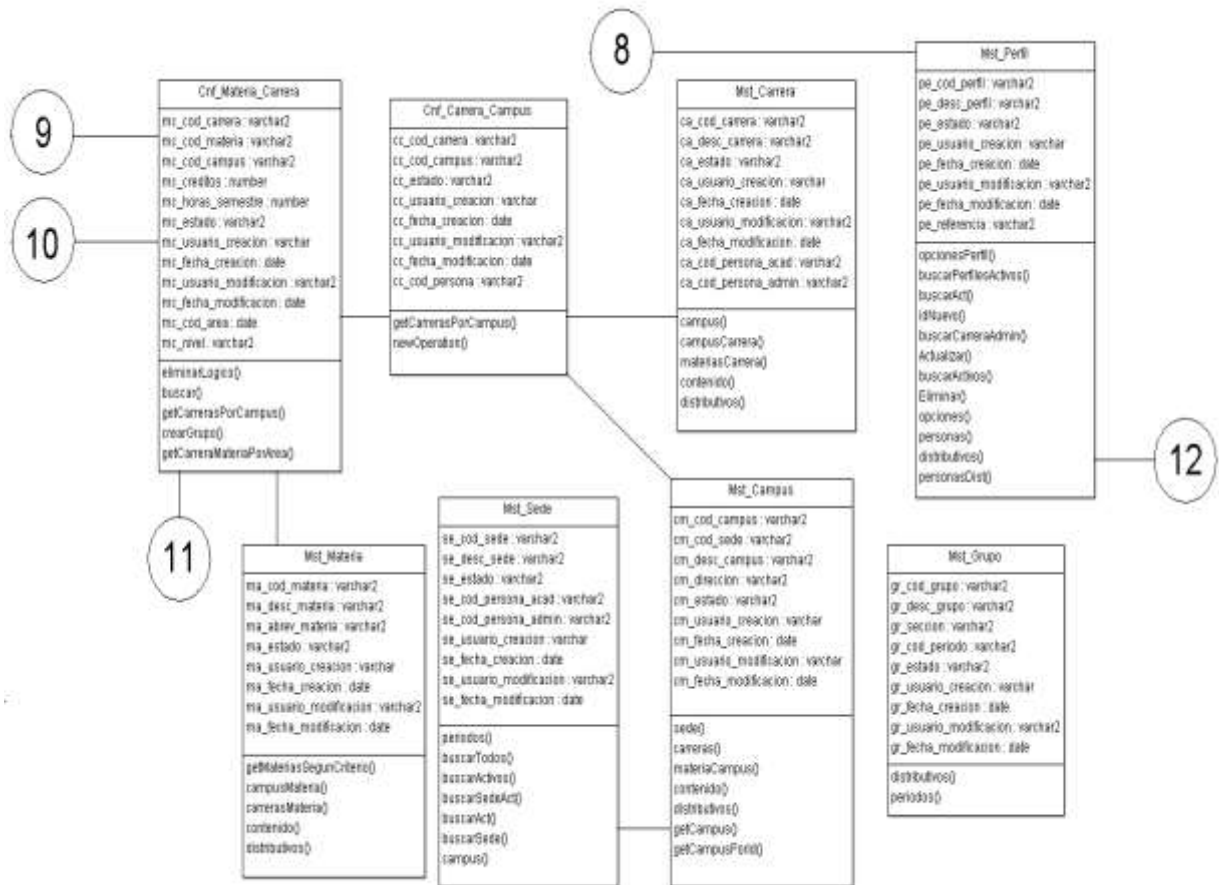 8
9
10
11
12
Cnf_Materia_Carrera
mc_cod_carrera : varchar2
mc_cod_materia : varchar2
mc_cod_campus : varchar2
mc_creditos : number
mc_horas_semestre : number
mc_estado : varchar2
mc_usuario_creacion : varchar
mc_fecha_creacion : date
mc_usuario_modificacion : varchar2
mc_fecha_modificacion : date
mc_cod_area : date
mc_nivel : varchar2
eliminarLogico()
buscar()
getCarrerasPorCampus()
crearGrupo()
getCarreraMateriaPorArea()
Cnf_Carrera_Campus
cc_cod_carrera : varchar2
cc_cod_campus : varchar2
cc_estado : varchar2
cc_usuario_creacion : varchar
cc_fecha_creacion : date
cc_usuario_modificacion : varchar2
cc_fecha_modificacion : date
cc_cod_persona : varchar2
getCarrerasPorCampus()
newOperation()
Mst_Carrera
ca_cod_carrera : varchar2
ca_desc_carrera : varchar2
ca_estado : varchar2
ca_usuario_creacion : varchar
ca_fecha_creacion : date
ca_usuario_modificacion : varchar2
ca_fecha_modificacion : date
ca_cod_persona_acad : varchar2
ca_cod_persona_admin : varchar2
campus()
campusCarrera()
materiasCarrera()
contenido()
distributivos()
Mst_Perfil
pe_cod_perfil : varchar2
pe_desc_perfil : varchar2
pe_estado : varchar2
pe_usuario_creacion : varchar
pe_fecha_creacion : date
pe_usuario_modificacion : varchar2
pe_fecha_modificacion : date
pe_referencia : varchar2
opcionesPerfil()
buscarPerfilesActivos()
buscarAct()
idNuevo()
buscarCarreraAdmin()
Actualizar()
buscarActivos()
Eliminar()
opciones()
personas()
distributivos()
personasDist()
Mst_Materia
ma_cod_materia : varchar2
ma_desc_materia : varchar2
ma_abrev_materia : varchar2
ma_estado : varchar2
ma_usuario_creacion : varchar
ma_fecha_creacion : date
ma_usuario_modificacion : varchar2
ma_fecha_modificacion : date
getMateriasSegunCriterio()
campusMateria()
carrerasMateria()
contenido()
distributivos()
Mst_Sede
se_cod_sede : varchar2
se_desc_sede : varchar2
se_estado : varchar2
se_cod_persona_acad : varchar2
se_cod_persona_admin : varchar2
se_usuario_creacion : varchar
se_fecha_creacion : date
se_usuario_modificacion : varchar2
se_fecha_modificacion : date
periodos()
buscarTodos()
buscarActivos()
buscarSedeAct()
buscarAct()
buscarSede()
campus()
Mst_Campus
cm_cod_campus : varchar2
cm_cod_sede : varchar2
cm_desc_campus : varchar2
cm_direccion : varchar2
cm_estado : varchar2
cm_usuario_creacion : varchar
cm_fecha_creacion : date
cm_usuario_modificacion : varchar
cm_fecha_modificacion : date
sede()
carreras()
materiaCampus()
contenido()
distributivos()
getCampus()
getCampusPorId()
Mst_Grupo
gr_cod_grupo : varchar2
gr_desc_grupo : varchar2
gr_seccion : varchar2
gr_cod_periodo : varchar2
gr_estado : varchar2
gr_usuario_creacion : varchar
gr_fecha_creacion : date
gr_usuario_modificacion : varchar2
gr_fecha_modificacion : date
distributivos()
periodos()